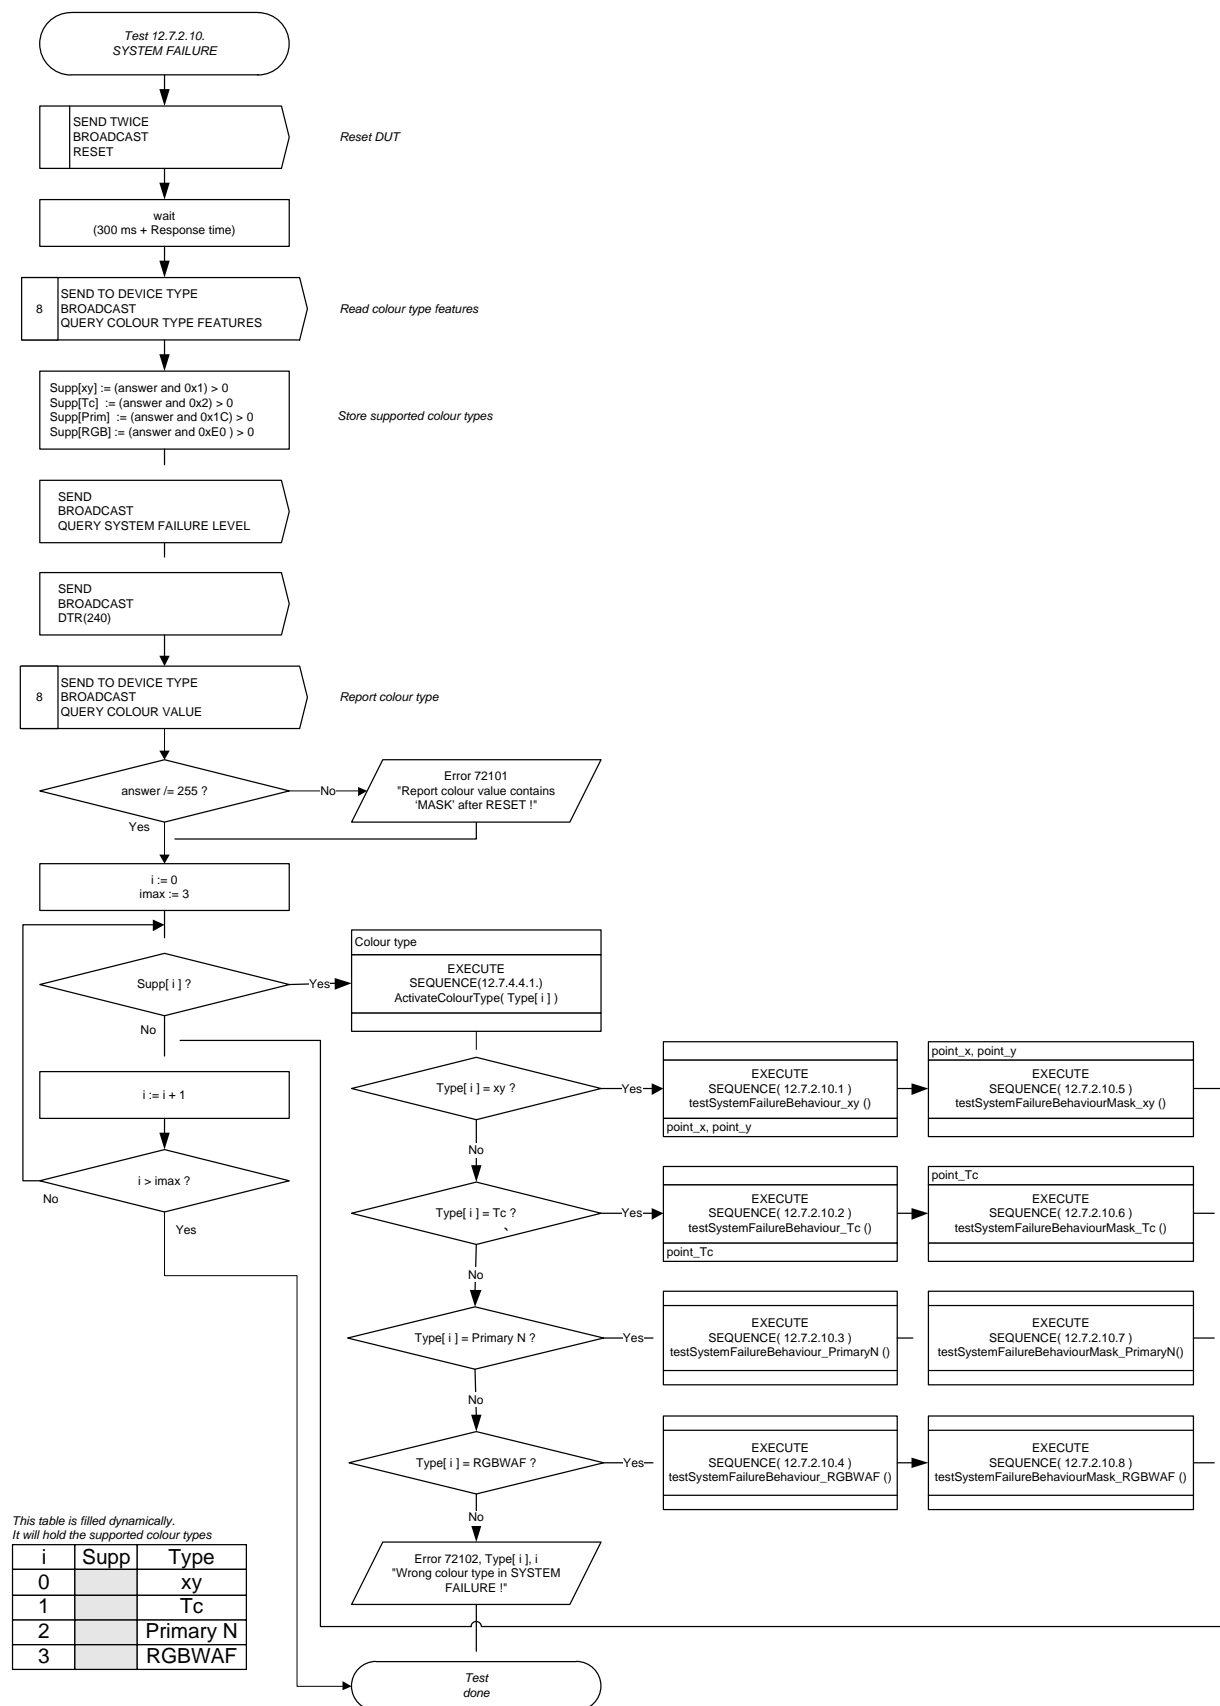 Test 12.7.2.10.
SYSTEM FAILURE
SEND TWICE
BROADCAST
RESET
Reset DUT
wait
(300 ms + Response time)
8
SEND TO DEVICE TYPE
BROADCAST
QUERY COLOUR TYPE FEATURES
Read colour type features
Supp[xy] := (answer and 0x1) > 0
Supp[Tc] := (answer and 0x2) > 0
Supp[Prim] := (answer and 0x1C) > 0
Supp[RGB] := (answer and 0xE0 ) > 0
Store supported colour types
SEND
BROADCAST
QUERY SYSTEM FAILURE LEVEL
SEND
BROADCAST
DTR(240)
8
SEND TO DEVICE TYPE
BROADCAST
QUERY COLOUR VALUE
Report colour type
answer /= 255 ?
No
Error 72101
"Report colour value contains
‘MASK’ after RESET !"
Yes
i := 0
imax := 3
Supp[ i ] ?
Yes
No
Colour type
EXECUTE
SEQUENCE(12.7.4.4.1.)
ActivateColourType( Type[ i ] )
i := i + 1
i > imax ?
No
Yes
Type[ i ] = xy ?
Yes
No
EXECUTE
SEQUENCE( 12.7.2.10.1 )
testSystemFailureBehaviour_xy ()
point_x, point_y
point_x, point_y
EXECUTE
SEQUENCE( 12.7.2.10.5 )
testSystemFailureBehaviourMask_xy ()
Type[ i ] = Tc ?
`
Yes
No
EXECUTE
SEQUENCE( 12.7.2.10.2 )
testSystemFailureBehaviour_Tc ()
point_Tc
point_Tc
EXECUTE
SEQUENCE( 12.7.2.10.6 )
testSystemFailureBehaviourMask_Tc ()
Type[ i ] = Primary N ?
Yes
No
EXECUTE
SEQUENCE( 12.7.2.10.3 )
testSystemFailureBehaviour_PrimaryN ()
EXECUTE
SEQUENCE( 12.7.2.10.7 )
testSystemFailureBehaviourMask_PrimaryN()
Type[ i ] = RGBWAF ?
Yes
No
EXECUTE
SEQUENCE( 12.7.2.10.4 )
testSystemFailureBehaviour_RGBWAF ()
EXECUTE
SEQUENCE( 12.7.2.10.8 )
testSystemFailureBehaviourMask_RGBWAF ()
Error 72102, Type[ i ], i
"Wrong colour type in SYSTEM
FAILURE !"
This table is filled dynamically.
It will hold the supported colour types
i Supp Type
0 xy
1 Tc
2 Primary N
3 RGBWAF
Test
done